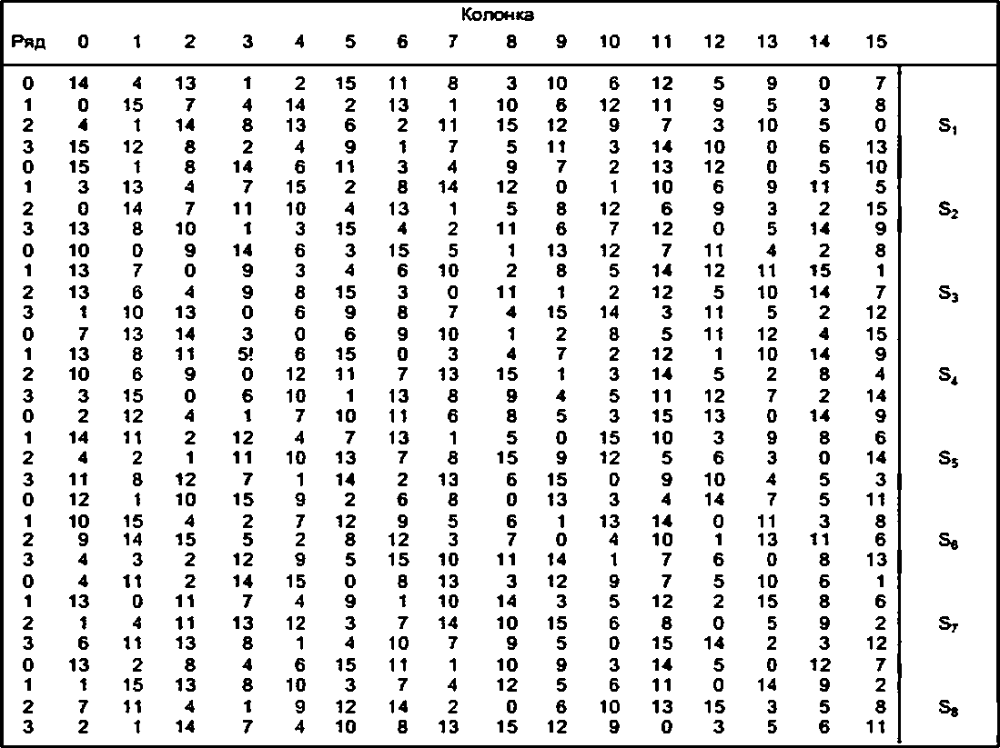 Колонка
Ряд 0 1 2 3 4 5 6 7 8 9 10 11 12 13 14 15
0 14 4 13 1 2 15 11 8 3 10 6 12 5 9 0 7
1 0 15 7 4 14 2 13 1 10 6 12 11 9 5 3 8
2 4 1 14 8 13 6 2 11 15 12 9 7 3 10 5 0 S1
3 15 12 8 2 4 9 1 7 5 11 3 14 10 0 6 13
0 15 1 8 14 6 11 3 4 9 7 2 13 12 0 5 10
1 3 13 4 7 15 2 8 14 12 0 1 10 6 9 11 5
2 0 14 7 11 10 4 13 1 5 8 12 6 9 3 2 15 S2
3 13 8 10 1 3 15 4 2 11 6 7 12 0 5 14 9
0 10 0 9 14 6 3 15 5 1 13 12 7 11 4 2 8
1 13 7 0 9 3 4 6 10 2 8 5 14 12 11 15 1
2 13 6 4 9 8 15 3 0 11 1 2 12 5 10 14 7 S3
3 1 10 13 0 6 9 8 7 4 15 14 3 11 5 2 12
0 7 13 14 3 0 6 9 10 1 2 8 5 11 12 4 15
1 13 8 11 5! 6 15 0 3 4 7 2 12 1 10 14 9
2 10 6 9 0 12 11 7 13 15 1 3 14 5 2 8 4 S4
3 3 15 0 6 10 1 13 8 9 4 5 11 12 7 2 14
0 2 12 4 1 7 10 11 6 8 5 3 15 13 0 14 9
1 14 11 2 12 4 7 13 1 5 0 15 10 3 9 8 6
2 4 2 1 11 10 13 7 8 15 9 12 5 6 3 0 14 S5
3 11 8 12 7 1 14 2 13 6 15 0 9 10 4 5 3
0 12 1 10 15 9 2 6 8 0 13 3 4 14 7 5 11
1 10 15 4 2 7 12 9 5 6 1 13 14 0 11 3 8
2 9 14 15 5 2 8 12 3 7 0 4 10 1 13 11 6 S6
3 4 3 2 12 9 5 15 10 11 14 1 7 6 0 8 13
0 4 11 2 14 15 0 8 13 3 12 9 7 5 10 6 1
1 13 0 11 7 4 9 1 10 14 3 5 12 2 15 8 6
2 1 4 11 13 12 3 7 14 10 15 6 8 0 5 9 2 S7
3 6 11 13 8 1 4 10 7 9 5 0 15 14 2 3 12
0 13 2 8 4 6 15 11 1 10 9 3 14 5 0 12 7
1 1 15 13 8 10 3 7 4 12 5 6 11 0 14 9 2
2 7 11 4 1 9 12 14 2 0 6 10 13 15 3 5 8 S8
3 2 1 14 7 4 10 8 13 15 12 9 0 3 5 6 11